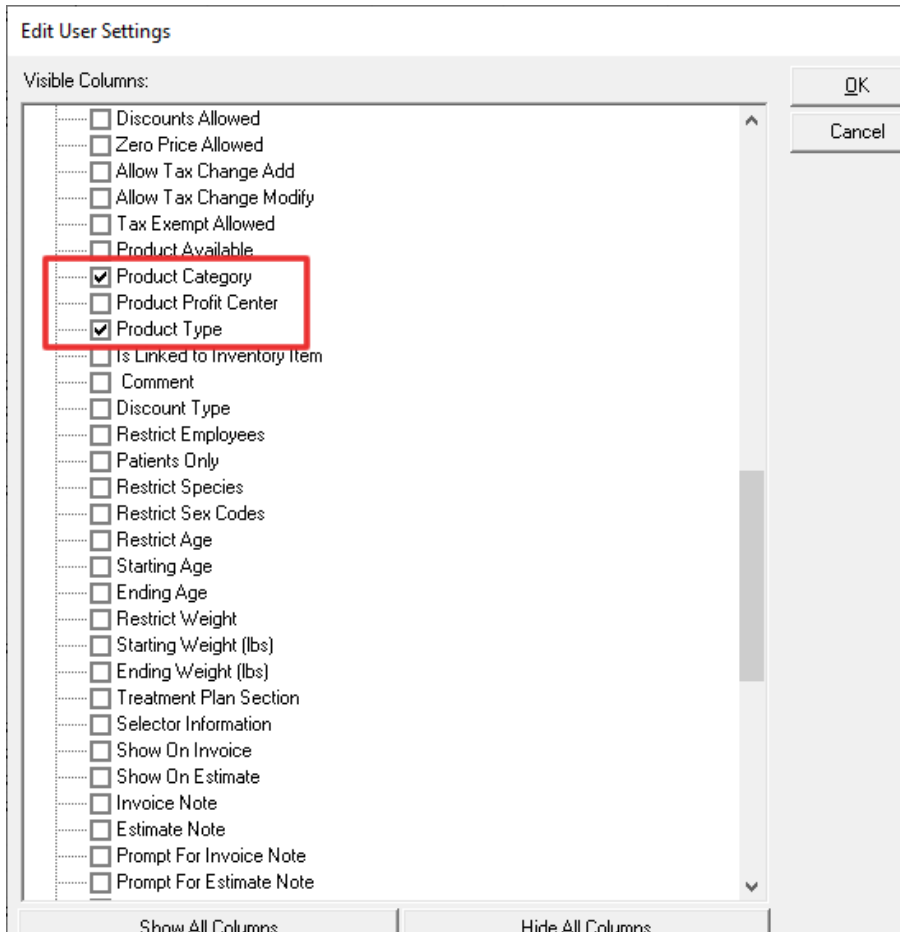 Edit User Settings
Visible Columns:
OK
Cancel
Discounts Allowed
Zero Price Allowed
Allow Tax Change Add
Allow Tax Change Modify
Tax Exempt Allowed
Product Available
Product Category
Product Profit Center
Product Type
Is Linked to Inventory Item
Comment
Discount Type
Restrict Employees
Patients Only
Restrict Species
Restrict Sex Codes
Restrict Age
Starting Age
Ending Age
Restrict Weight
Starting Weight (lbs)
Ending Weight (lbs)
Treatment Plan Section
Selector Information
Show On Invoice
Show On Estimate
Invoice Note
Estimate Note
Prompt For Invoice Note
Prompt For Estimate Note
Show All Columns
Hide All Columns